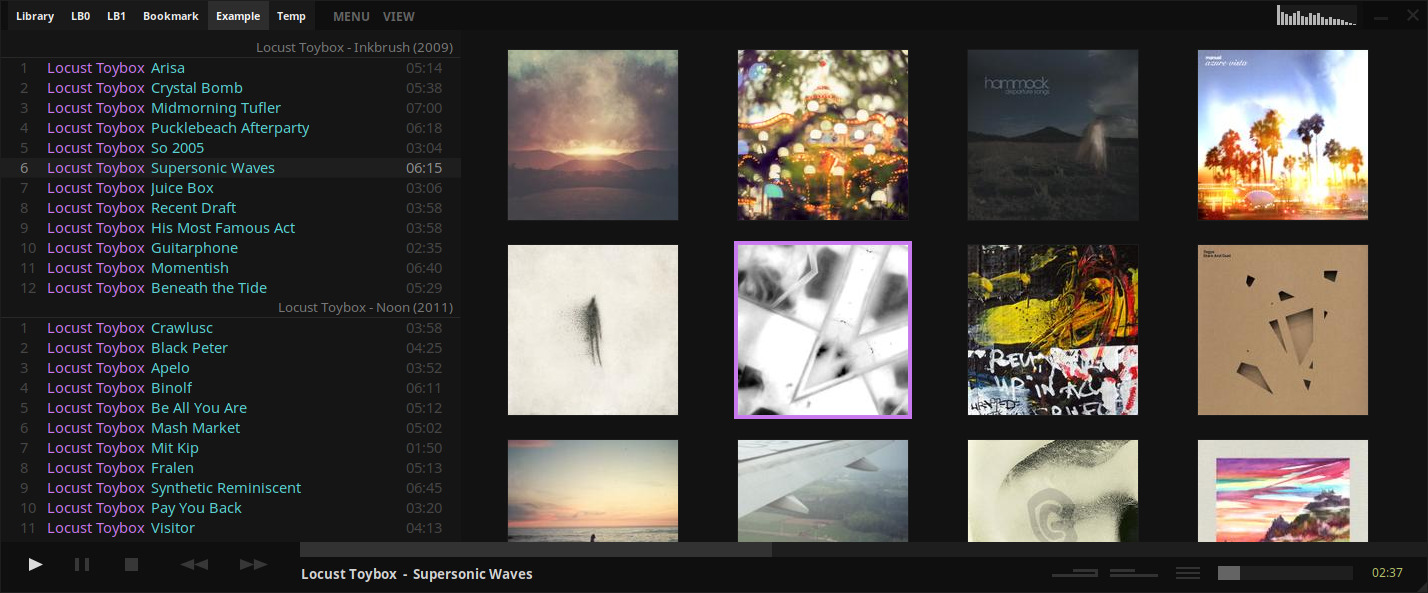 Library LB0 LB1 Bookmark Example Temp MENU VIEW
Locust Toybox - Inkbrush (2009)
1 Locust Toybox Arisa 05:14
2 Locust Toybox Crystal Bomb 05:38
3 Locust Toybox Midmorning Tufler 07:00
4 Locust Toybox Pucklebeach Afterparty 06:18
5 Locust Toybox So 2005 03:04
6 Locust Toybox Supersonic Waves 06:15
7 Locust Toybox Juice Box 03:06
8 Locust Toybox Recent Draft 03:58
9 Locust Toybox His Most Famous Act 03:58
10 Locust Toybox Guitarphone 02:35
11 Locust Toybox Momentish 06:40
12 Locust Toybox Beneath the Tide 05:29
Locust Toybox - Noon (2011)
1 Locust Toybox Crawlusc 03:58
2 Locust Toybox Black Peter 04:25
3 Locust Toybox Apelo 03:52
4 Locust Toybox Binolf 06:11
5 Locust Toybox Be All You Are 05:12
6 Locust Toybox Mash Market 05:02
7 Locust Toybox Mit Kip 01:50
8 Locust Toybox Fralen 05:13
9 Locust Toybox Synthetic Reminiscent 06:45
10 Locust Toybox Pay You Back 03:20
11 Locust Toybox Visitor 04:13
hammock
departure songs
manual
azure vista
UP IN
Locust Toybox - Supersonic Waves
02:37